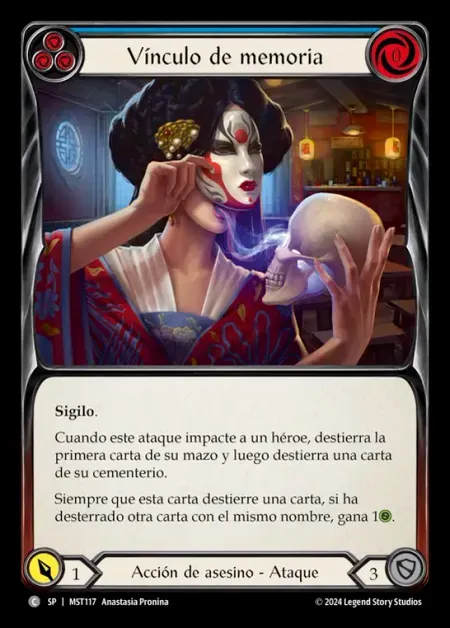 Vínculo de memoria
0
Sigilo.
Cuando este ataque impacte a un héroe, destierra la
primera carta de su mazo y luego destierra una carta
de su cementerio.
Siempre que esta carta destierre una carta, si ha
desterrado otra carta con el mismo nombre, gana 1.
1
Acción de asesino - Ataque
3
C SP | MST117 Anastasia Pronina
© 2024 Legend Story Studios